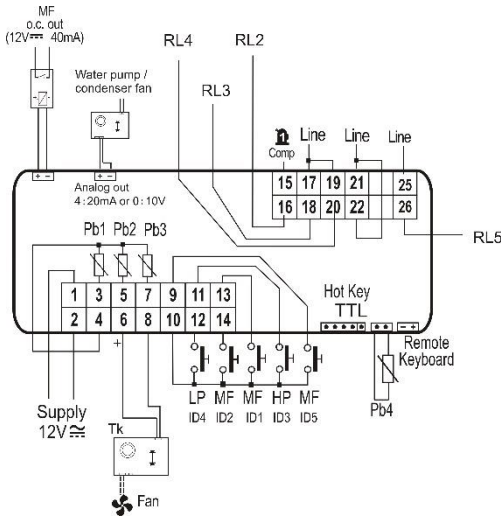 MF
o.c. out
(12V⎓ 40mA)
RL4
RL2
Water pump /
condenser fan
RL3
1
Comp
Line
Line
Line
+ -
+ -
15 17 19 21 25
16 18 20 22 26
Analog out
4:20mA or 0:10V
Pb1 Pb2 Pb3
RL5
1 3 5 7 9 11 13
2 4 6 8 10 12 14
Hot Key
TTL
- +
+
Remote
Keyboard
LP MF MF HP MF
ID4 ID2 ID1 ID3 ID5
Pb4
Supply
12V
Tk
Fan